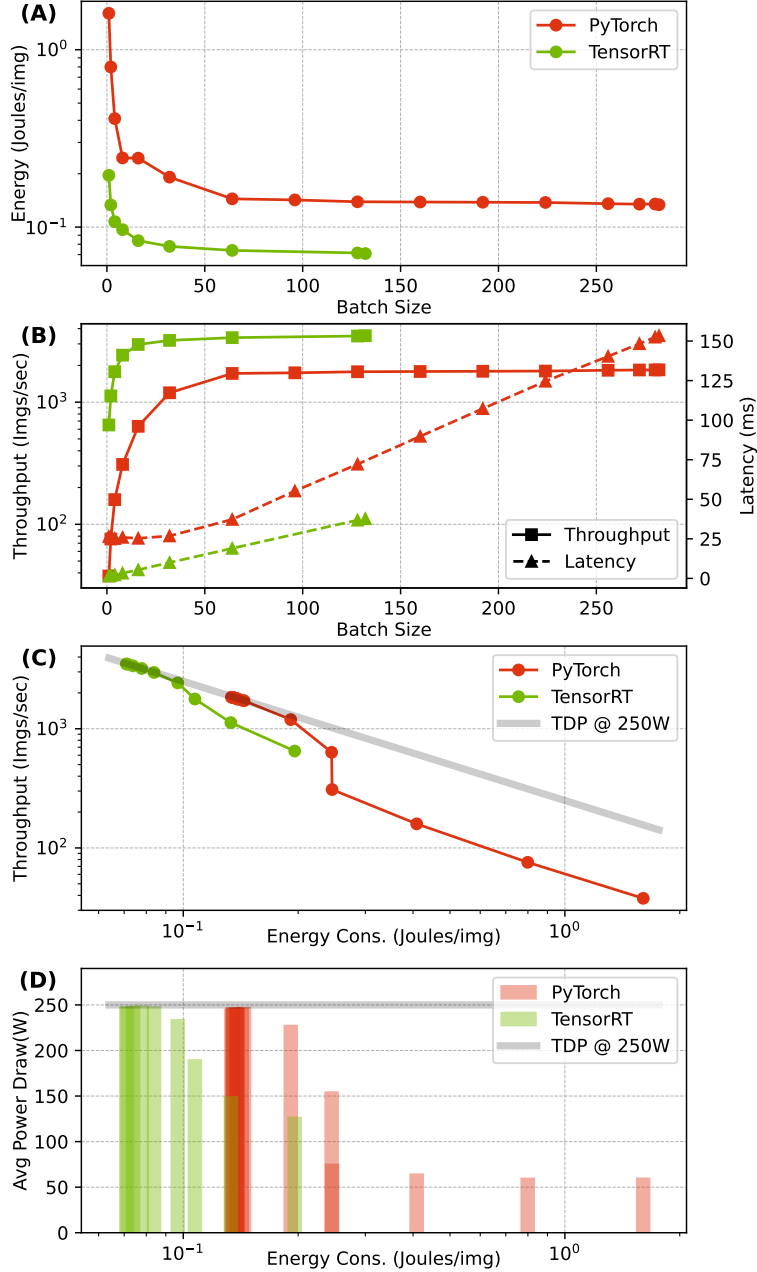 (A)
Energy (Joules/img)
10⁰
10⁻¹
PyTorch
TensorRT
0 50 100 150 200 250
Batch Size
(B)
Throughput (Imgs/sec)
10³
10²
Latency (ms)
150
125
100
75
50
25
0
Throughput
Latency
0 50 100 150 200 250
Batch Size
(C)
Throughput (Imgs/sec)
10³
10²
PyTorch
TensorRT
TDP @ 250W
10⁻¹ 10⁰
Energy Cons. (Joules/img)
(D)
Avg Power Draw(W)
250
200
150
100
50
0
PyTorch
TensorRT
TDP @ 250W
10⁻¹ 10⁰
Energy Cons. (Joules/img)